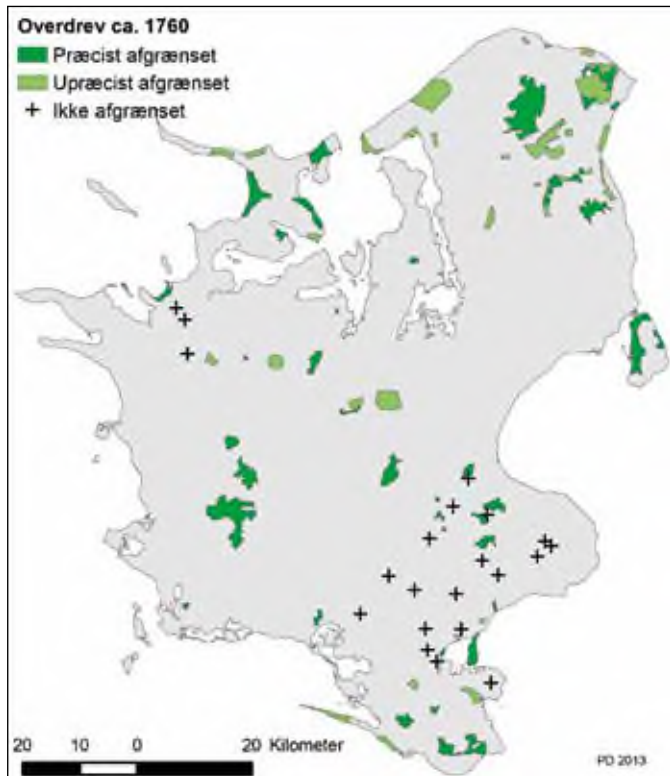 Overdrev ca. 1760
Præcist afgrænset
Upræcist afgrænset
Ikke afgrænset
20 10 0 20 Kilometer
PD 2013